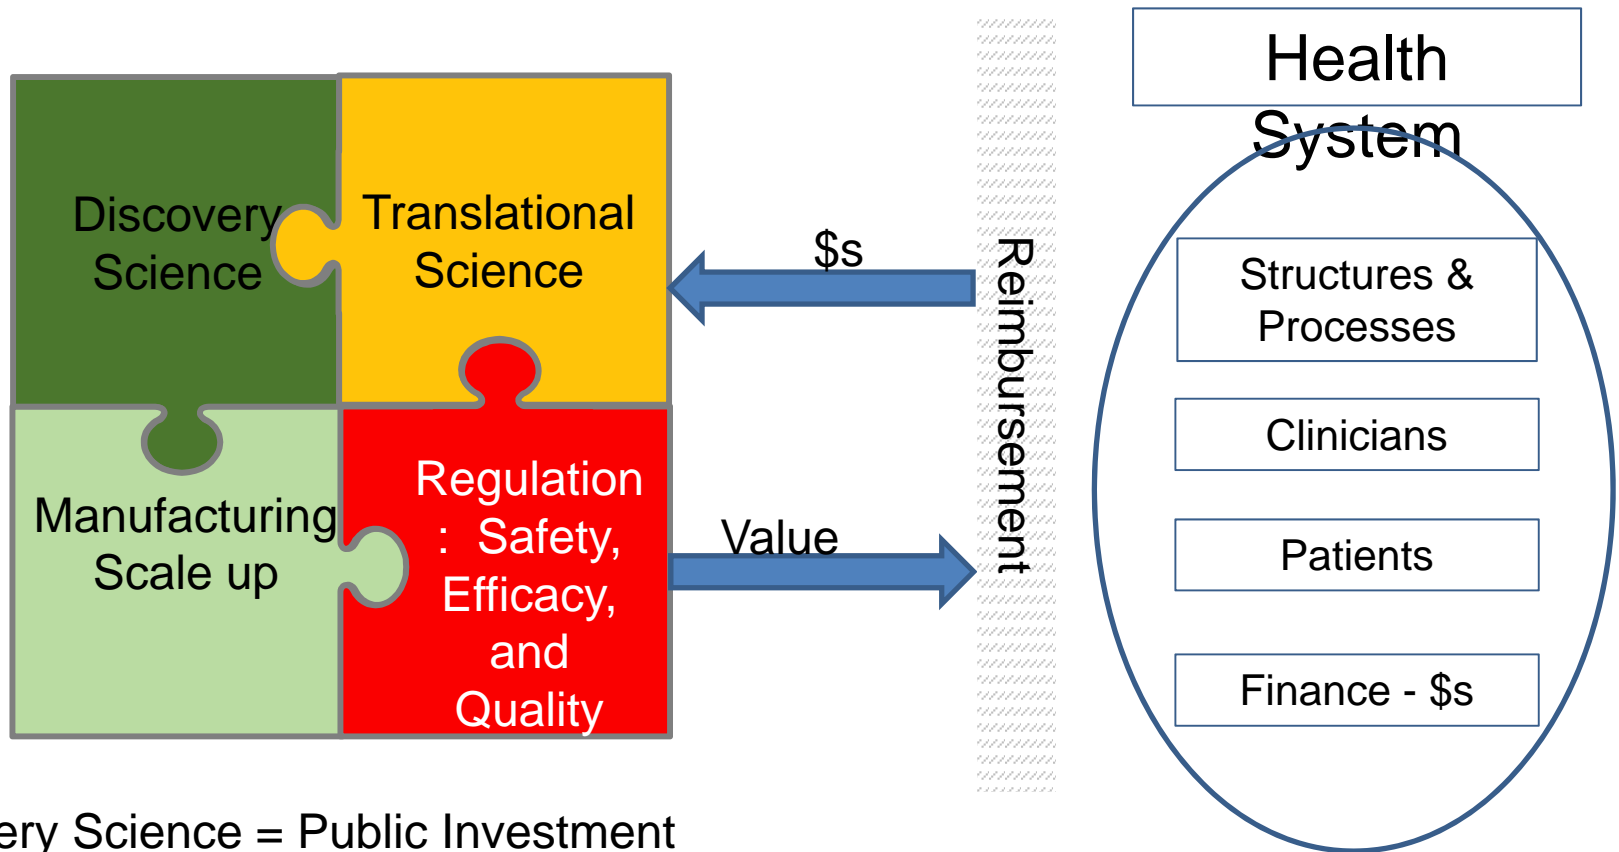 Health
System
Discovery
Science
Translational
Science
$s
Reimbursement
Structures &
Processes
Clinicians
Manufacturing
Scale up
Regulation
: Safety,
Efficacy,
and
Quality
Value
Patients
Finance - $s
ery Science = Public Investment